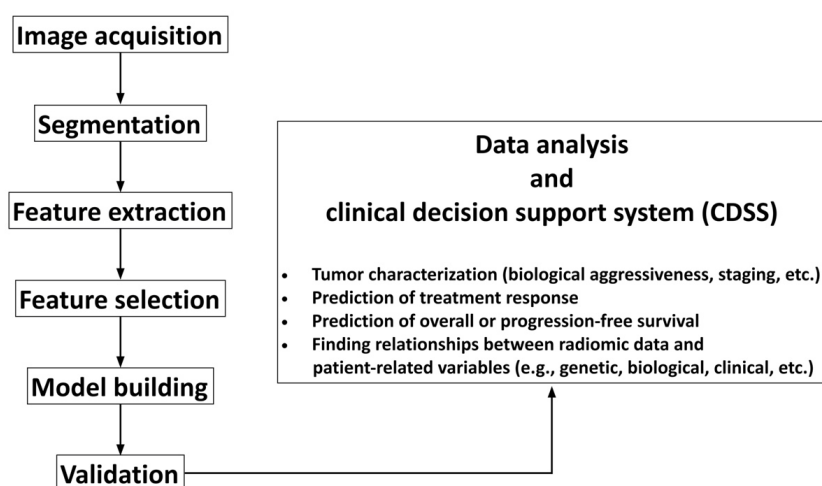 Image acquisition
Segmentation
Feature extraction
Feature selection
Model building
Validation
Data analysis
and
clinical decision support system (CDSS)
• Tumor characterization (biological aggressiveness, staging, etc.)
• Prediction of treatment response
• Prediction of overall or progression-free survival
• Finding relationships between radiomic data and
patient-related variables (e.g., genetic, biological, clinical, etc.)